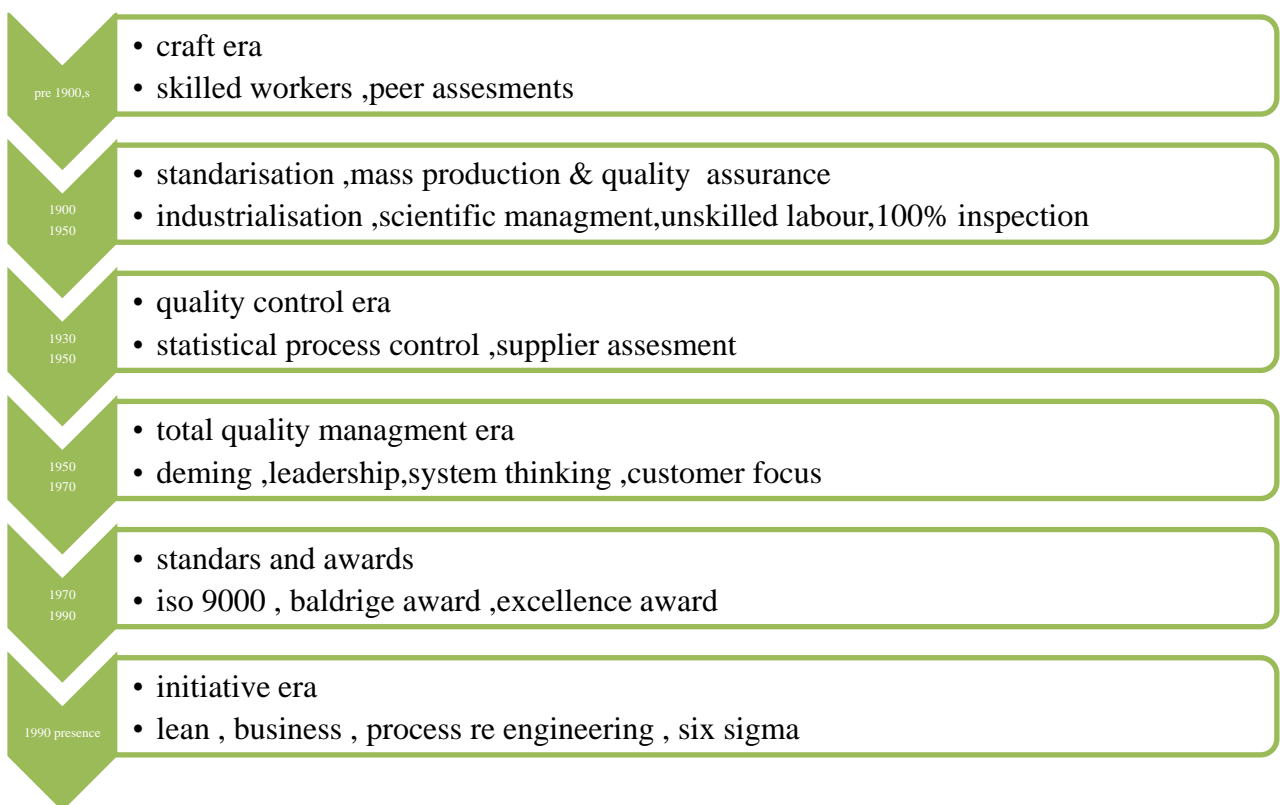 pre 1900,s
• craft era
• skilled workers ,peer assesments
1900
1950
• standarisation ,mass production & quality  assurance
• industrialisation ,scientific managment,unskilled labour,100% inspection
1930
1950
• quality control era
• statistical process control ,supplier assesment
1950
1970
• total quality managment era
• deming ,leadership,system thinking ,customer focus
1970
1990
• standars and awards
• iso 9000 , baldrige award ,excellence award
1990 presence
• initiative era
• lean , business , process re engineering , six sigma